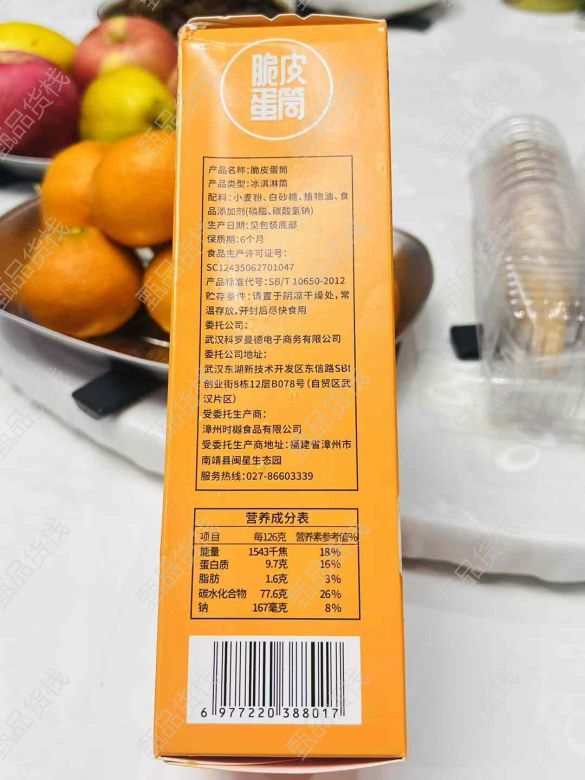 脆皮
蛋筒
产品名称:脆皮蛋筒
产品类型:冰淇淋筒
配料:小麦粉、白砂糖、植物油、食
品添加剂(磷脂、碳酸氢钠)
生产日期:见包装底部
保质期:6个月
食品生产许可证号:
SC12435062701047
产品标准代号:SB/T 10650-2012
贮存条件:请置于阴凉干燥处,常
温存放,开封后尽快食用
委托公司:
武汉科罗曼德电子商务有限公司
委托公司地址:
武汉东湖新技术开发区东信路SBI
创业街8栋12层B078号(自贸区武
汉片区)
受委托生产商:
漳州时樾食品有限公司
受委托生产商地址:福建省漳州市
南靖县闽星生态园
服务热线:027-86603339
营养成分表
项目 每126克 营养素参考值%
能量 1543千焦 18%
蛋白质 9.7克 16%
脂肪 1.6克 3%
碳水化合物 77.6克 26%
钠 167毫克 8%
6 977220 388017
甄品货栈